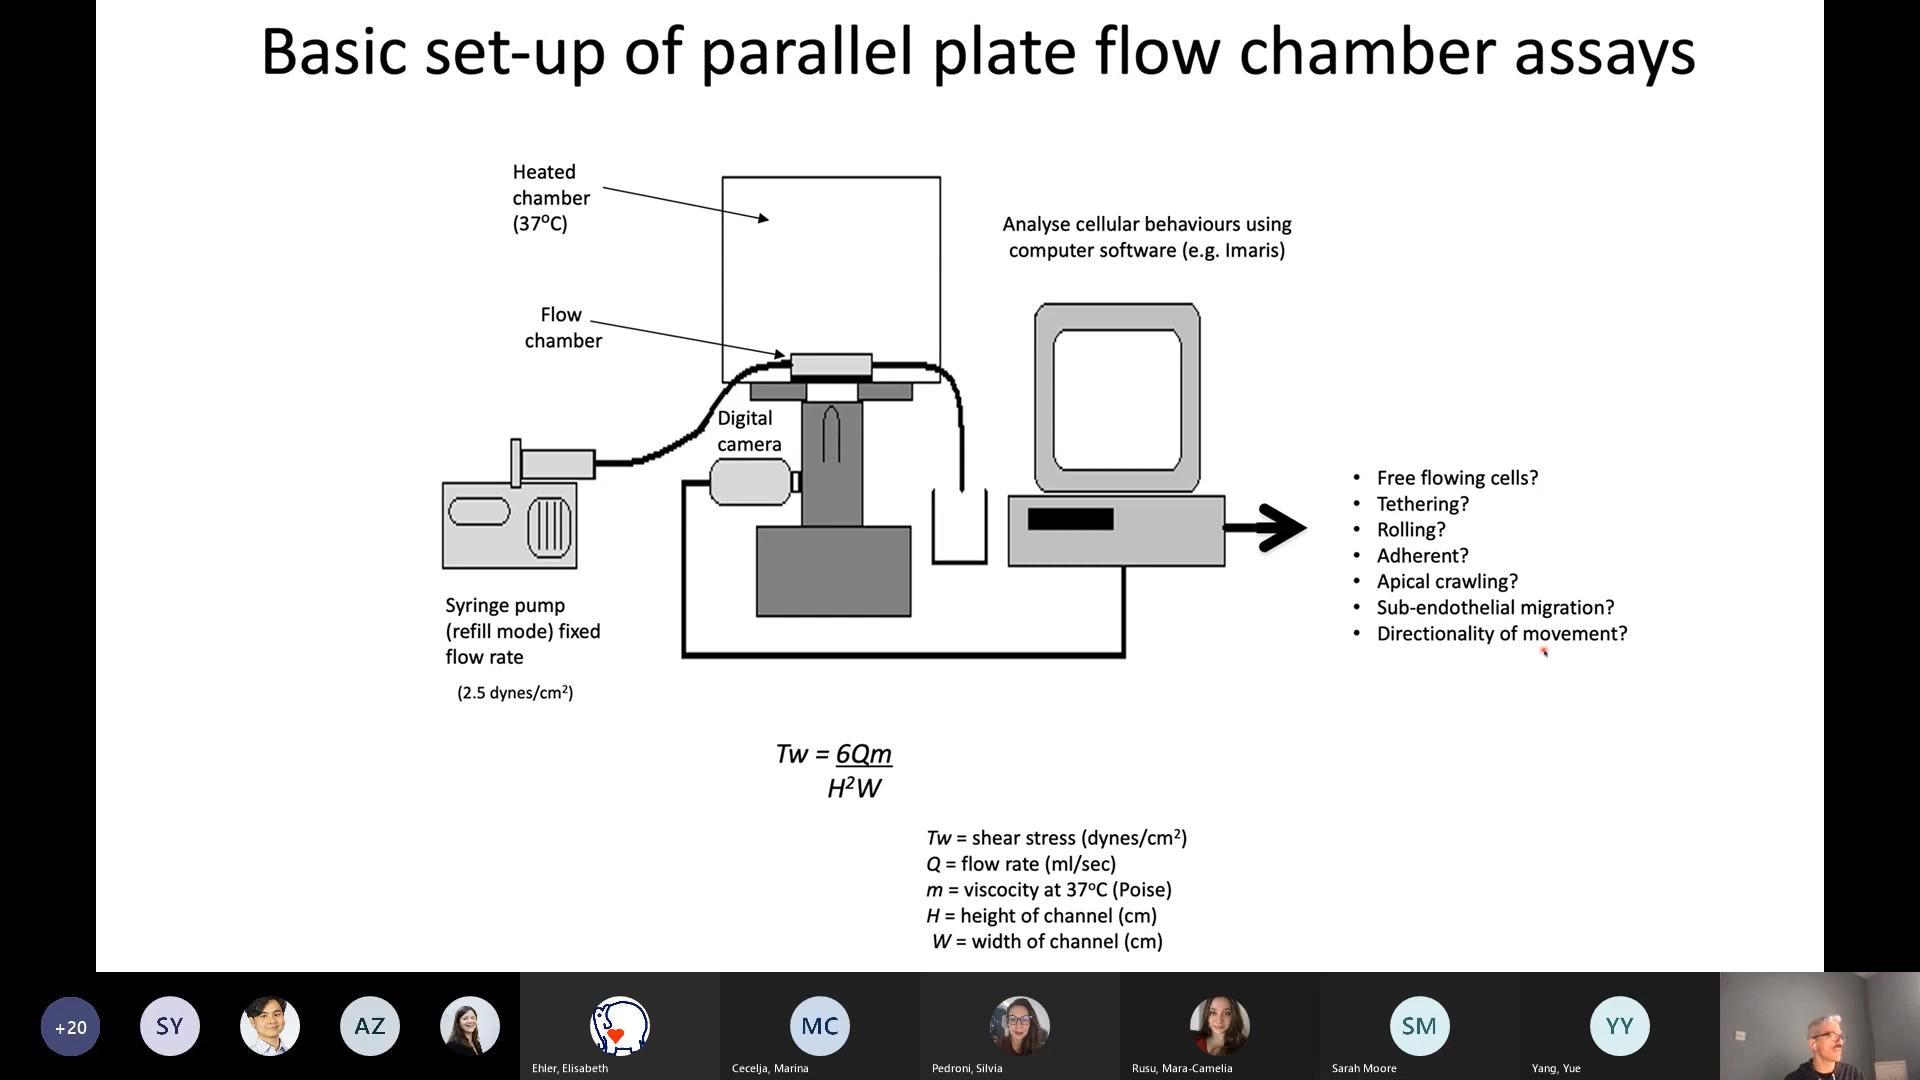 Basic set-up of parallel plate flow chamber assays
Heated
chamber
(37°C)
Analyse cellular behaviours using
computer software (e.g. Imaris)
Flow
chamber
Digital
camera
Syringe pump
(refill mode) fixed
flow rate
(2.5 dynes/cm²)
• Free flowing cells?
• Tethering?
• Rolling?
• Adherent?
• Apical crawling?
• Sub-endothelial migration?
• Directionality of movement?
Tw = 6Qm
H²W
Tw = shear stress (dynes/cm²)
Q = flow rate (ml/sec)
m = viscocity at 37°C (Poise)
H = height of channel (cm)
W = width of channel (cm)
+20
SY
AZ
MC
SM
YY
Ehler, Elisabeth
Cecelja, Marina
Pedroni, Silvia
Rusu, Mara-Camelia
Sarah Moore
Yang, Yue